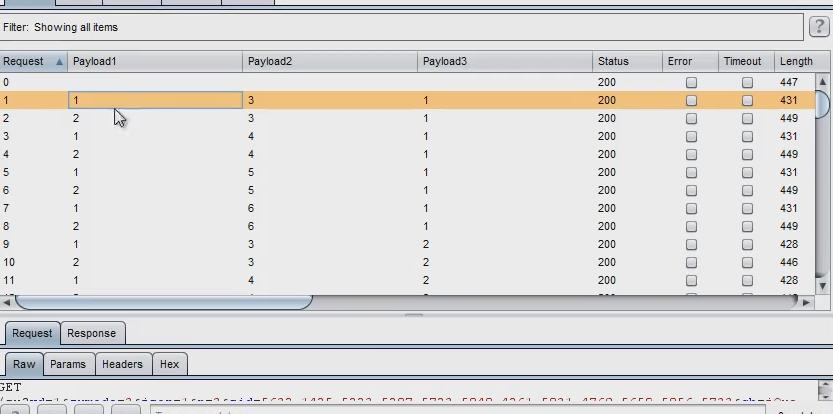 Filter: Showing all items ?
Request Payload1 Payload2 Payload3 Status Error Timeout Length
0 200 447
1 1 3 1 200 431
2 2 3 1 200 449
3 1 4 1 200 431
4 2 4 1 200 449
5 1 5 1 200 431
6 2 5 1 200 449
7 1 6 1 200 431
8 2 6 1 200 449
9 1 3 2 200 428
10 2 3 2 200 446
11 1 4 2 200 428
Request Response
Raw Params Headers Hex
GET